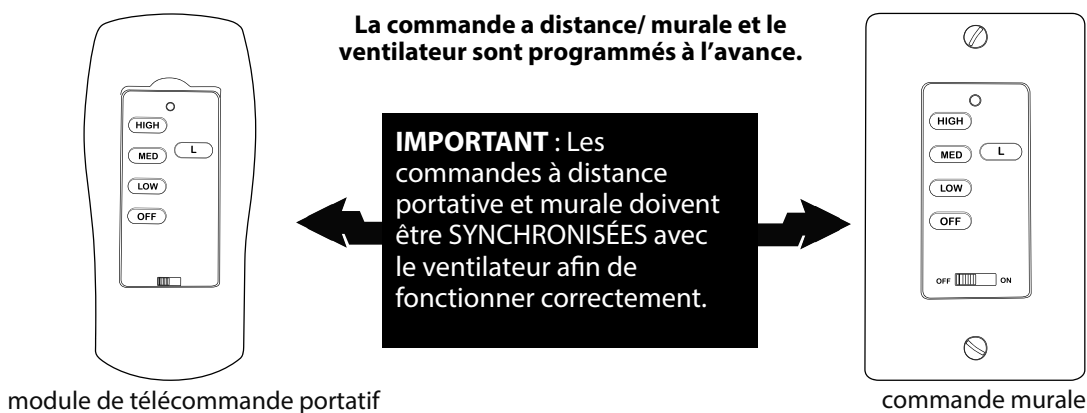 La commande a distance/ murale et le
ventilateur sont programmés à l'avance.
HIGH
MED
L
LOW
OFF
IMPORTANT : Les
commandes à distance
portative et murale doivent
être SYNCHRONISÉES avec
le ventilateur afin de
fonctionner correctement.
HIGH
MED
L
LOW
OFF
OFF ON
module de télécommande portatif
commande murale